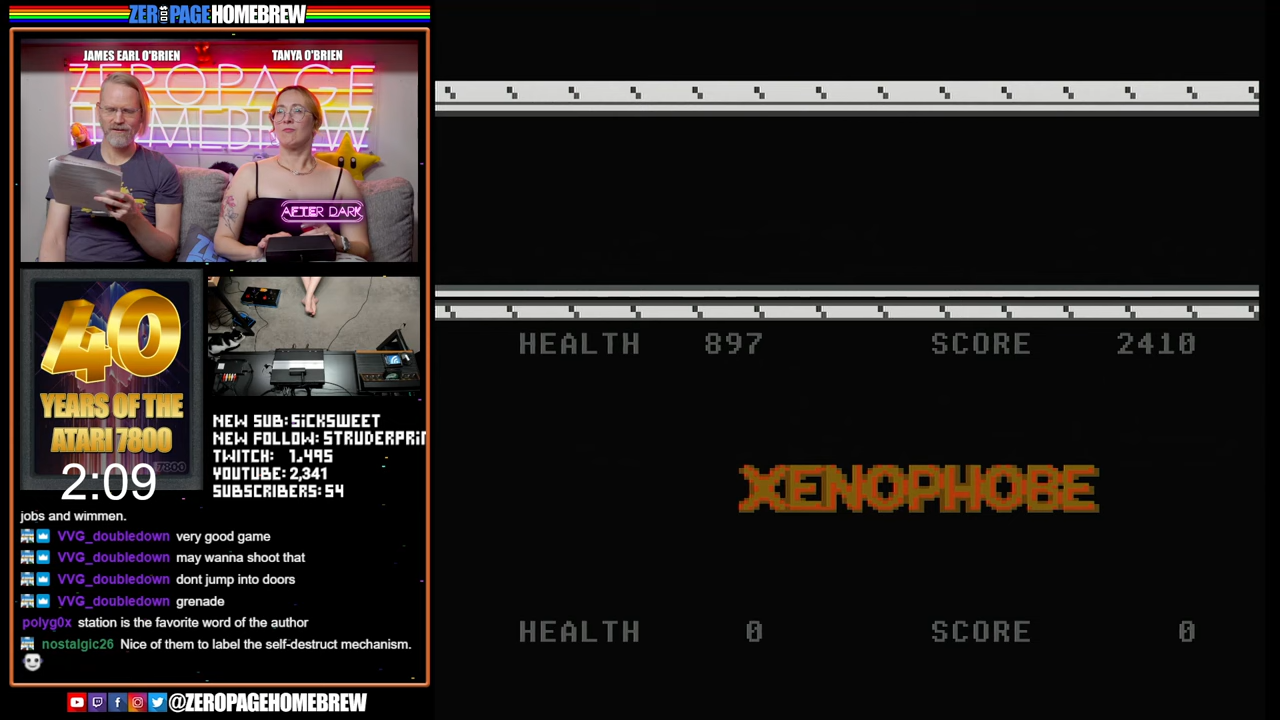 ZEROPAGE HOMEBREW
JAMES EARL O'BRIEN
TANYA O'BRIEN
ZEROPAGE
HOMEBREW
AFTER DARK
40
YEARS OF THE
ATARI 7800
7800
2:09
NEW SUB: SICKSWEET
NEW FOLLOW: STRUDERPRI
TWITCH: 1,495
YOUTUBE: 2,341
SUBSCRIBERS: 54
jobs and wimmen.
VVG_doubledown very good game
VVG_doubledown may wanna shoot that
VVG_doubledown dont jump into doors
VVG_doubledown grenade
polyg0x station is the favorite word of the author
nostalgic26 Nice of them to label the self-destruct mechanism.
@ZEROPAGEHOMEBREW
HEALTH 897 SCORE 2410
XENOPHOBE
HEALTH 0 SCORE 0